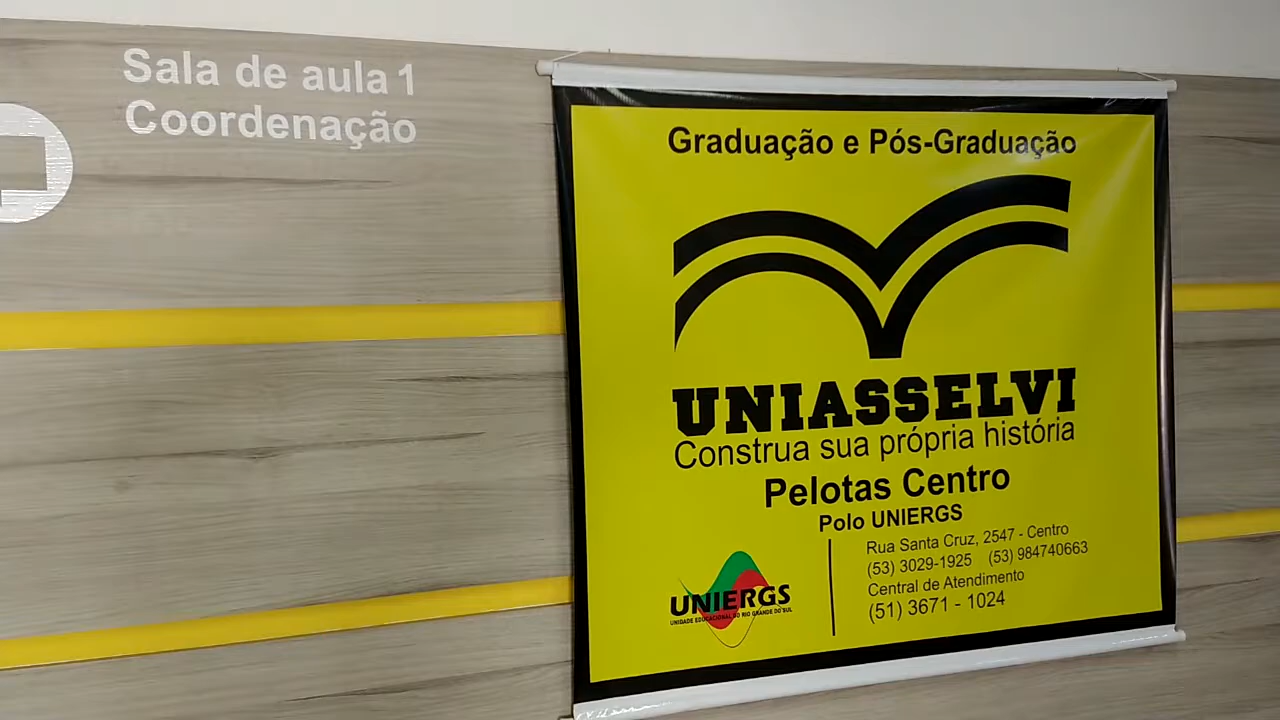 Sala de aula 1
Coordenação
Graduação e Pós-Graduação
UNIASSELVI
Construa sua própria história
Pelotas Centro
Polo UNIERGS
UNIERGS
UNIDADE EDUCACIONAL DO RIO GRANDE DO SUL
Rua Santa Cruz, 2547 - Centro
(53) 3029-1925 (53) 984740663
Central de Atendimento
(51) 3671 - 1024